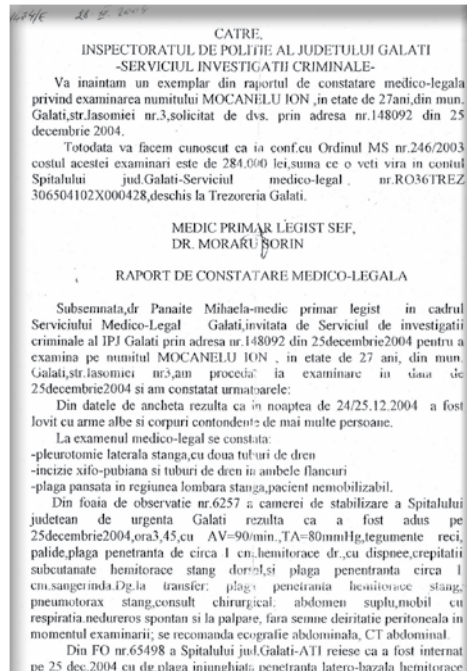 CATRE,
INSPECTORATUL DE POLITIE AL JUDETULUI GALATI
-SERVICIUL INVESTIGATII CRIMINALE-
Va inaintam un exemplar din raportul de constatare medico-legala
privind examinarea numitului MOCANELU ION ,in etate de 27ani,din mun.
Galati,str.Iasomiei nr.3,solicitat de dvs. prin adresa nr.148092 din 25
decembrie 2004.
Totodata va facem cunoscut ca in conf.cu Ordinul MS nr.246/2003
costul acestei examinari este de 284.000 lei,suma ce o veti vira in contul
Spitalului jud.Galati-Serviciul medico-legal nr.RO36TREZ
306504102X000428,deschis la Trezoreria Galati.
MEDIC PRIMAR LEGIST SEF,
DR. MORARU SORIN
RAPORT DE CONSTATARE MEDICO-LEGALA
Subsemnata,dr Panaite Mihaela-medic primar legist in cadrul
Serviciului Medico-Legal Galati,invitata de Serviciul de investigatii
criminale al IPJ Galati prin adresa nr.148092 din 25decembrie2004 pentru a
examina pe numitul MOCANELU ION , in etate de 27 ani, din mun.
Galati,str.Iasomiei nr3,am procedat la examinare in data de
25decembrie2004 si am constatat urmatoarele:
Din datele de ancheta rezulta ca in noaptea de 24/25.12.2004 a fost
lovit cu arme albe si corpuri contondente de mai multe persoane.
La examenul medico-legal se constata:
-pleurotomie laterala stanga,cu doua tuburi de dren
-incizie xifo-pubiana si tuburi de dren in ambele flancuri
-plaga pansata in regiunea lombara stanga,pacient nemobilizabil.
Din foaia de observatie nr.6257 a camerei de stabilizare a Spitalului
judetean de urgenta Galati rezulta ca a fost adus pe
25decembrie2004,ora3,45,cu AV=90/min.,TA=80mmHg,tegumente reci,
palide,plaga penetranta de circa 1 cm.hemitorace dr.,cu dispnee,crepitatii
subcutanate hemitorace stang dorsal,si plaga penentranta circa 1
cm.sangerinda.Dg.la transfer: plaga penetranta hemitorace stang,
pneumotorax stang,consult chirurgical: abdomen suplu,mobil cu
respiratia.nedureros spontan si la palpare, fara semne deiritatie peritoneala in
momentul examinarii; se recomanda ecografie abdominala, CT abdominal.
Din FO nr.65498 a Spitalului jud.Galati-ATI reiese ca a fost internat
pe 25 dec.2004 cu dg plaga injunghiata penetranta latero-bazala hemitorace